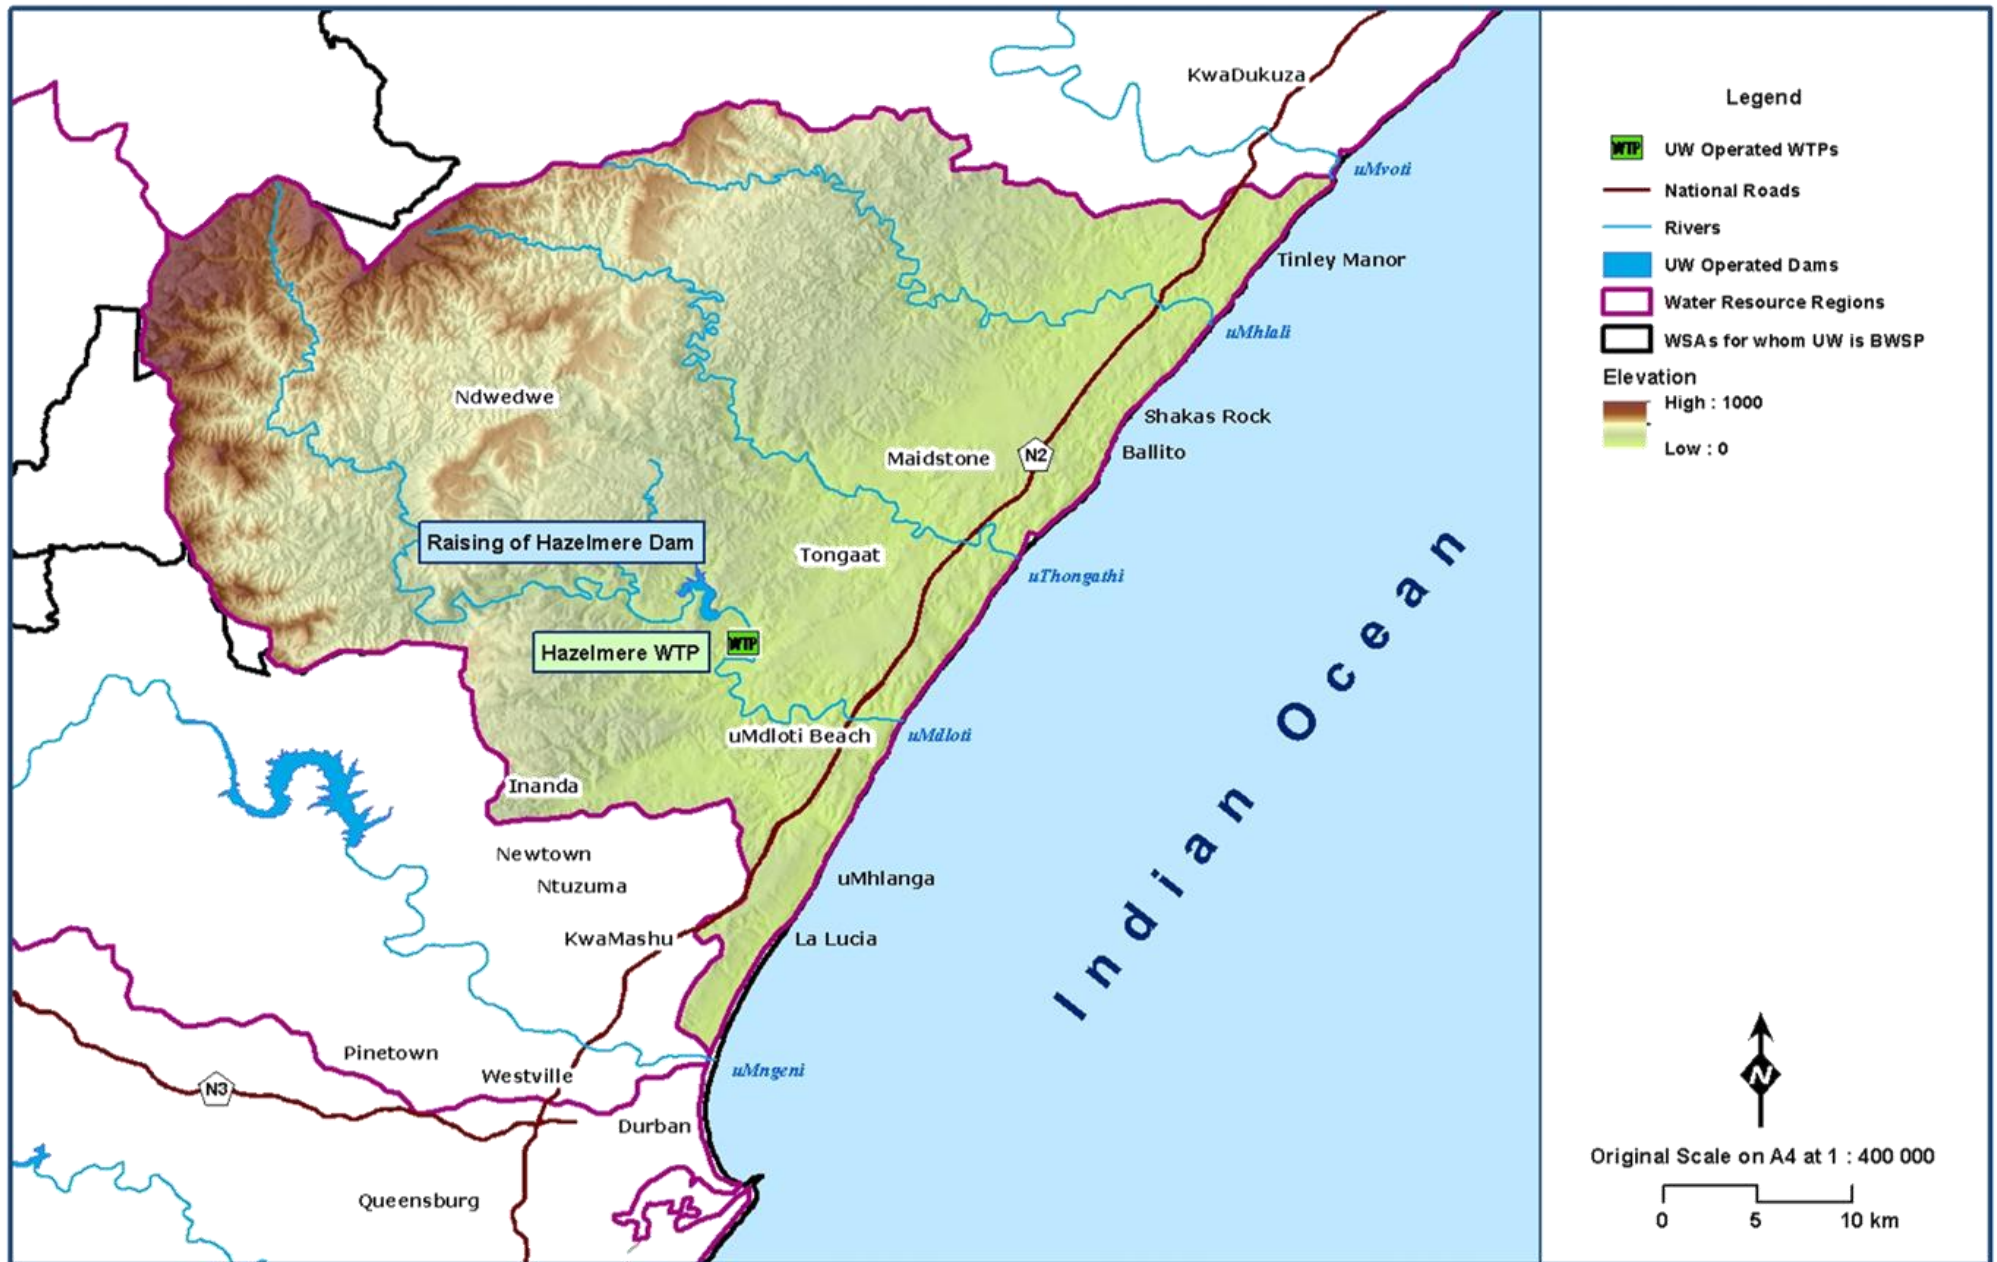 KwaDukuza
uMvoti
Tinley Manor
uMhlali
Ndwedwe
Shakas Rock
Maidstone
N2
Ballito
Raising of Hazelmere Dam
Tongaat
uThongathi
Hazelmere WTP
WTP
uMdloti Beach
uMdloti
Inanda
Newtown
Ntuzuma
uMhlanga
KwaMashu
La Lucia
Indian Ocean
Pinetown
Westville
uMngeni
N3
Durban
Queensburg
Legend
WTP UW Operated WTPs
National Roads
Rivers
UW Operated Dams
Water Resource Regions
WSAs for whom UW is BWSP
Elevation
High : 1000
Low : 0
N
Original Scale on A4 at 1 : 400 000
0 5 10 km